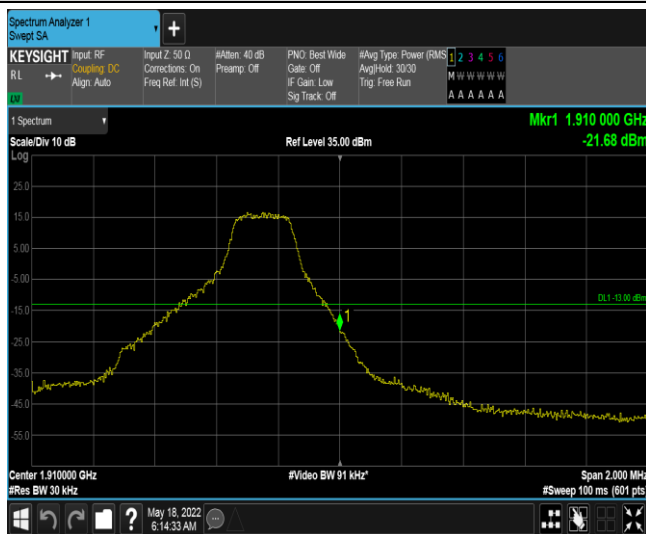 Spectrum Analyzer 1
Swept SA
+
KEYSIGHT
RL
LXI
Input: RF
Coupling: DC
Align: Auto
Input Z: 50 Ω
Corrections: On
Freq Ref: Int (S)
#Atten: 40 dB
Preamp: Off
PNO: Best Wide
Gate: Off
IF Gain: Low
Sig Track: Off
#Avg Type: Power (RMS
Avg|Hold: 30/30
Trig: Free Run
1 2 3 4 5 6
M W W W W W
A A A A A A
1 Spectrum
Scale/Div 10 dB
Log
Ref Level 35.00 dBm
Mkr1 1.910 000 GHz
-21.68 dBm
25.0
15.0
5.00
-5.00
-15.0
-25.0
-35.0
-45.0
-55.0
DL1 -13.00 dBm
1
Center 1.910000 GHz
#Res BW 30 kHz
#Video BW 91 kHz*
Span 2.000 MHz
#Sweep 100 ms (601 pts)
?
May 18, 2022
6:14:33 AM